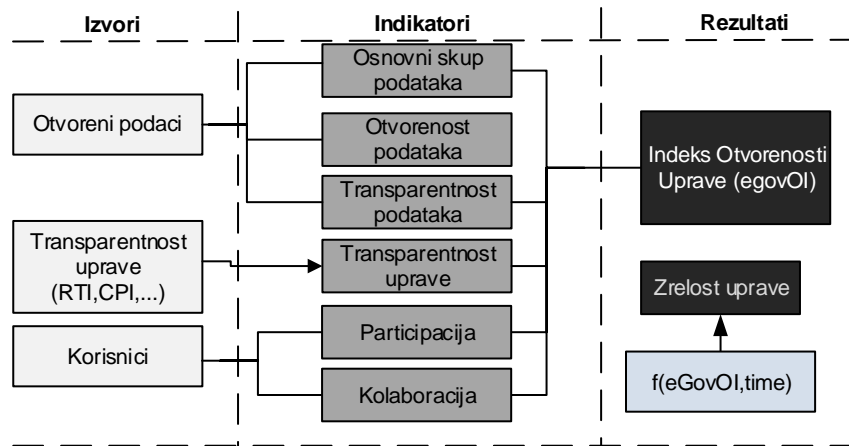 Izvori
Indikatori
Rezultati
Otvoreni podaci
Transparentnost
uprave
(RTI,CPI,...)
Korisnici
Osnovni skup
podataka
Otvorenost
podataka
Transparentnost
podataka
Transparentnost
uprave
Participacija
Kolaboracija
Indeks Otvorenosti
Uprave (egovOI)
Zrelost uprave
f(eGovOI,time)